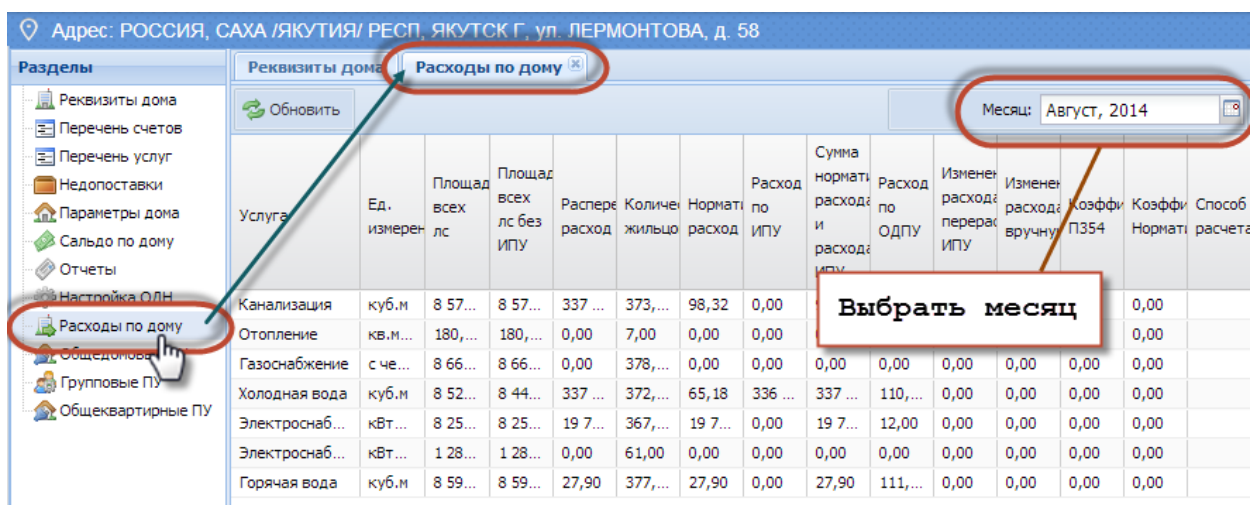 Адрес: РОССИЯ, САХА /ЯКУТИЯ/ РЕСП, ЯКУТСК Г, ул. ЛЕРМОНТОВА, д. 58
Разделы
Реквизиты дома
Перечень счетов
Перечень услуг
Недопоставки
Параметры дома
Сальдо по дому
Отчеты
Настройка ОДН
Расходы по дому
Групповые ПУ
Общеквартирные ПУ
Реквизиты дома Расходы по дому
Обновить Месяц: Август, 2014
Услуга
Ед. измерен
Площад всех лс
Площад всех лс без ИПУ
Распере расход
Количе жильцо
Нормати расход
Расход по ИПУ
Сумма нормати расхода и расхода ИПУ
Расход по ОДПУ
Изменен расхода перерас ИПУ
Изменен расхода вручну
Коэффи П354
Коэффи Нормати
Способ расчета
Выбрать месяц
Канализация куб.м 8 57... 8 57... 337 ... 373,... 98,32 0,00 0,00
Отопление кв.м... 180,... 180,... 0,00 7,00 0,00 0,00 0,00
Газоснабжение с че... 8 66... 8 66... 0,00 378,... 0,00 0,00 0,00 0,00 0,00 0,00 0,00 0,00
Холодная вода куб.м 8 52... 8 44... 337 ... 372,... 65,18 336 ... 337 ... 110,... 0,00 0,00 0,00 0,00
Электроснаб... кВт... 8 25... 8 25... 19 7... 367,... 19 7... 0,00 19 7... 12,00 0,00 0,00 0,00 0,00
Электроснаб... кВт... 1 28... 1 28... 0,00 61,00 0,00 0,00 0,00 0,00 0,00 0,00 0,00 0,00
Горячая вода куб.м 8 59... 8 59... 27,90 377,... 27,90 0,00 27,90 111,... 0,00 0,00 0,00 0,00